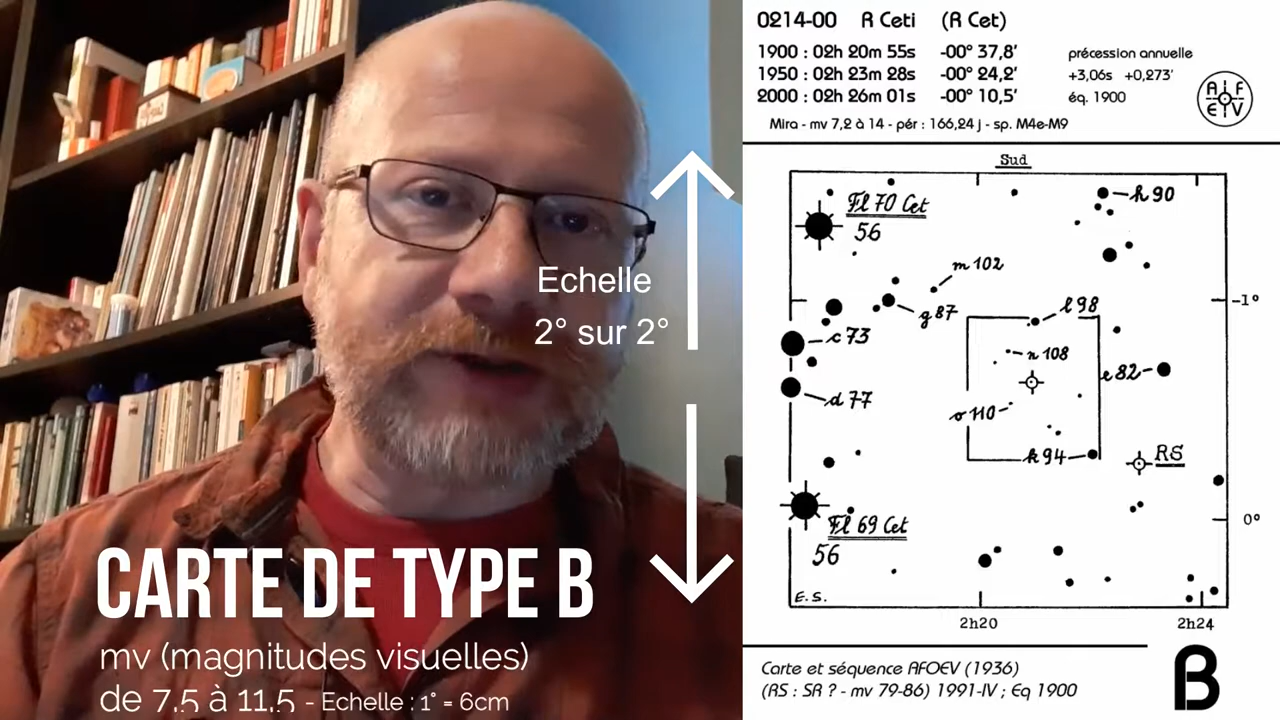 Echelle
2° sur 2°
CARTE DE TYPE B
mv (magnitudes visuelles)
de 7,5 à 11,5 - Echelle : 1° = 6cm
0214-00 R Ceti (R Cet)
1900 : 02h 20m 55s -00° 37,8' précession annuelle
1950 : 02h 23m 28s -00° 24,2' +3,06s +0,273'
2000 : 02h 26m 01s -00° 10,5' éq. 1900
A F
E V
Mira - mv 7,2 à 14 - pér : 166,24 j - sp. M4e-M9
Sud
Fl 70 Cet
56
h 90
m 102
g 87
l 98
-1°
c 73
n 108
e 82
d 77
o 110
k 94
RS
Fl 69 Cet
56
0°
E.S.
2h20
2h24
Carte et séquence AFOEV (1936)
(RS : SR ? - mv 79-86) 1991-IV ; Eq 1900
B